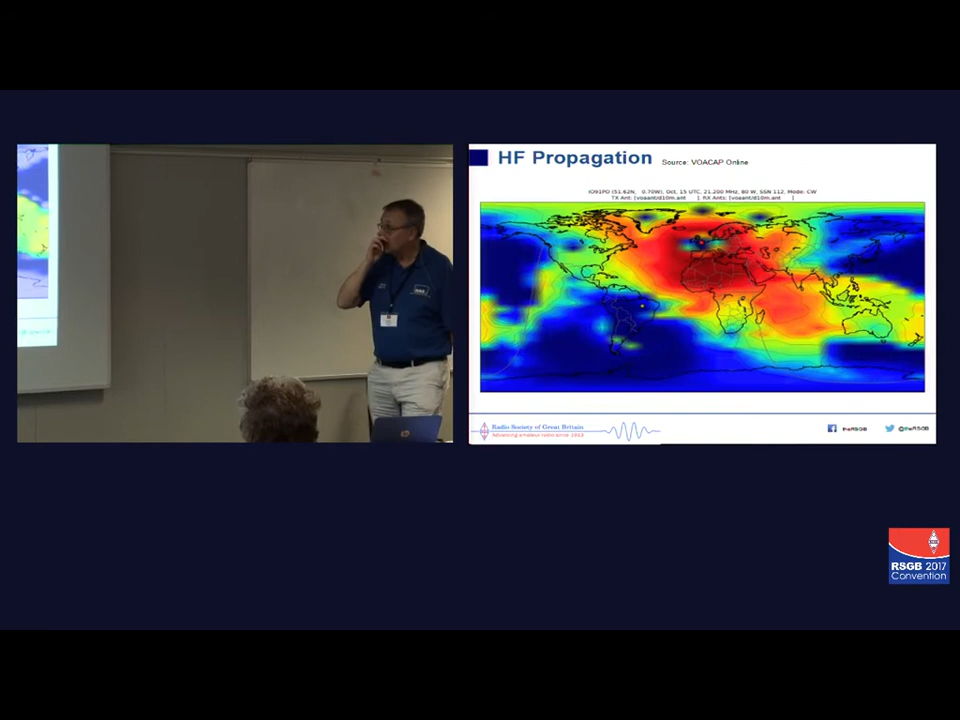 HF Propagation Source: VOACAP Online
IO91PO (51.62N, 0.70W), Oct, 15 UTC, 21.200 MHz, 80 W, SSN 112, Mode: CW
TX Ant: [voaant/d10m.ant ] RX Ants: [voaant/d10m.ant ]
Radio Society of Great Britain
Advancing amateur radio since 1913
theRSGB
@theRSGB
RSGB 2017
Convention